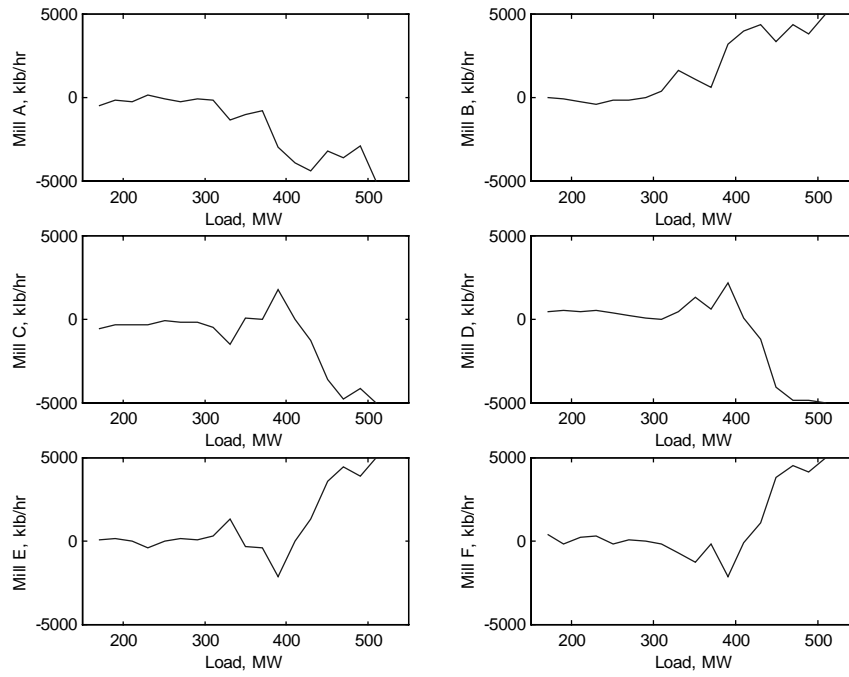 5000
0
-5000
Mill A, klb/hr
200 300 400 500
Load, MW
5000
0
-5000
Mill B, klb/hr
200 300 400 500
Load, MW
5000
0
-5000
Mill C, klb/hr
200 300 400 500
Load, MW
5000
0
-5000
Mill D, klb/hr
200 300 400 500
Load, MW
5000
0
-5000
Mill E, klb/hr
200 300 400 500
Load, MW
5000
0
-5000
Mill F, klb/hr
200 300 400 500
Load, MW